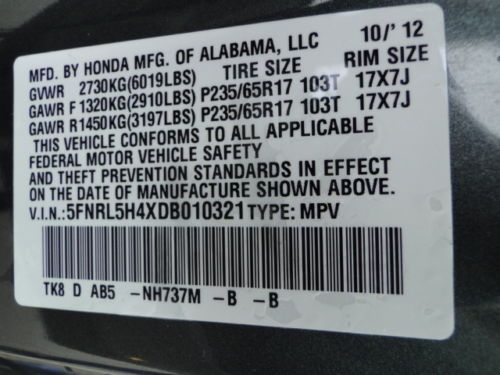 MFD. BY HONDA MFG. OF ALABAMA, LLC 10/' 12
GVWR 2730KG(6019LBS) TIRE SIZE RIM SIZE
GAWR F 1320KG(2910LBS) P235/65R17 103T 17X7J
GAWR R1450KG(3197LBS) P235/65R17 103T 17X7J
THIS VEHICLE CONFORMS TO ALL APPLICABLE
FEDERAL MOTOR VEHICLE SAFETY
AND THEFT PREVENTION STANDARDS IN EFFECT
ON THE DATE OF MANUFACTURE SHOWN ABOVE.
V.I.N.: 5FNRL5H4XDB010321 TYPE: MPV
TK8 D AB5 -NH737M -B -B